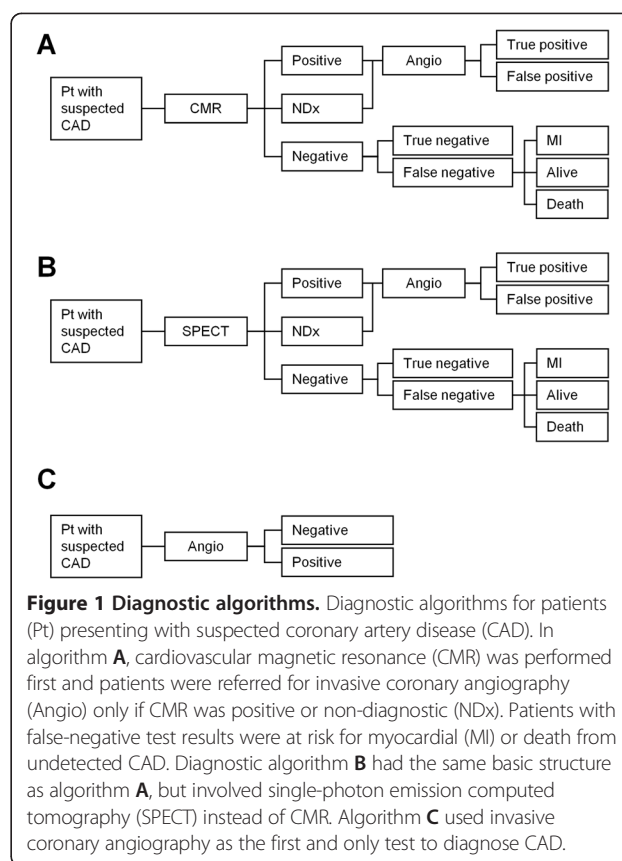 A
Pt with
suspected
CAD
CMR
Positive
NDx
Negative
Angio
True positive
False positive
True negative
False negative
MI
Alive
Death
B
Pt with
suspected
CAD
SPECT
Positive
NDx
Negative
Angio
True positive
False positive
True negative
False negative
MI
Alive
Death
C
Pt with
suspected
CAD
Angio
Negative
Positive
Figure 1 Diagnostic algorithms. Diagnostic algorithms for patients
(Pt) presenting with suspected coronary artery disease (CAD). In
algorithm A, cardiovascular magnetic resonance (CMR) was performed
first and patients were referred for invasive coronary angiography
(Angio) only if CMR was positive or non-diagnostic (NDx). Patients with
false-negative test results were at risk for myocardial (MI) or death from
undetected CAD. Diagnostic algorithm B had the same basic structure
as algorithm A, but involved single-photon emission computed
tomography (SPECT) instead of CMR. Algorithm C used invasive
coronary angiography as the first and only test to diagnose CAD.